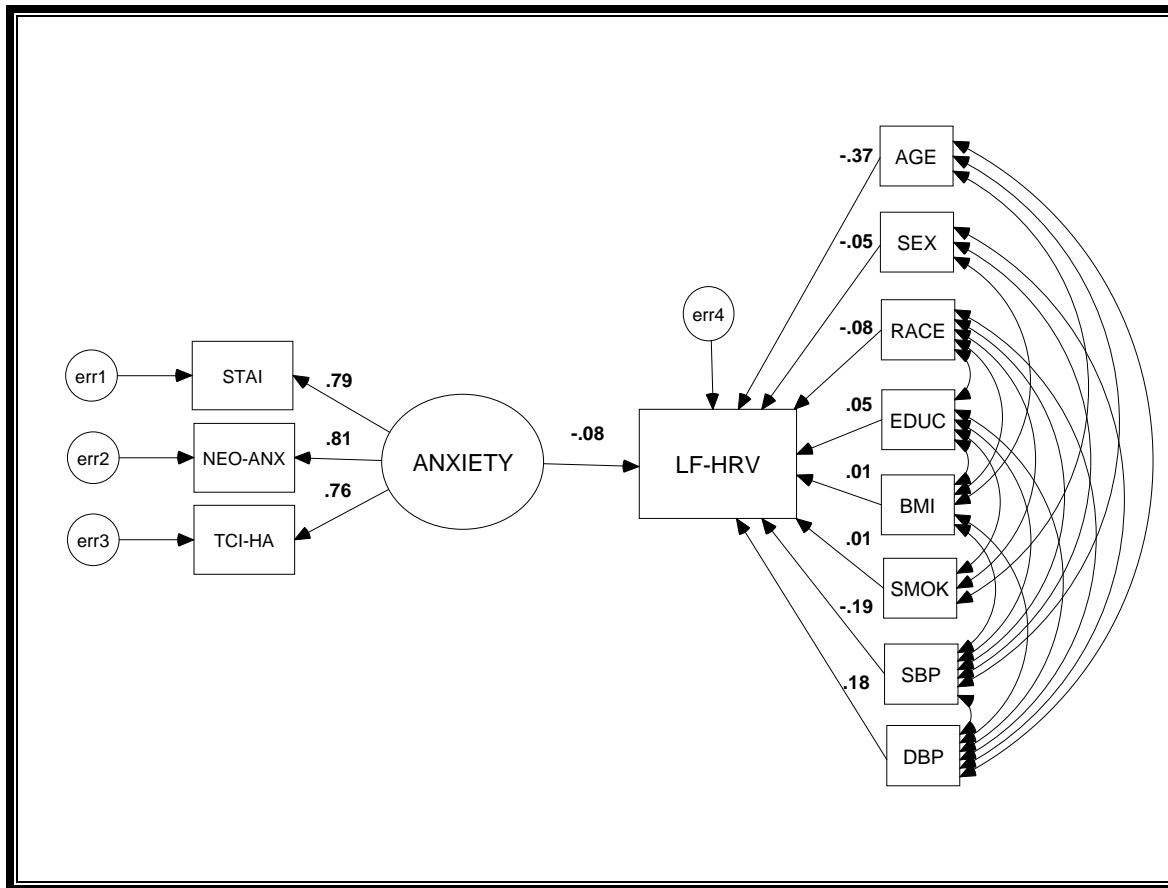 err1
STAI
.79
err2
NEO-ANX
.81
err3
TCI-HA
.76
ANXIETY
-.08
err4
LF-HRV
-.37
AGE
-.05
SEX
-.08
RACE
.05
EDUC
.01
BMI
.01
SMOK
-.19
SBP
.18
DBP